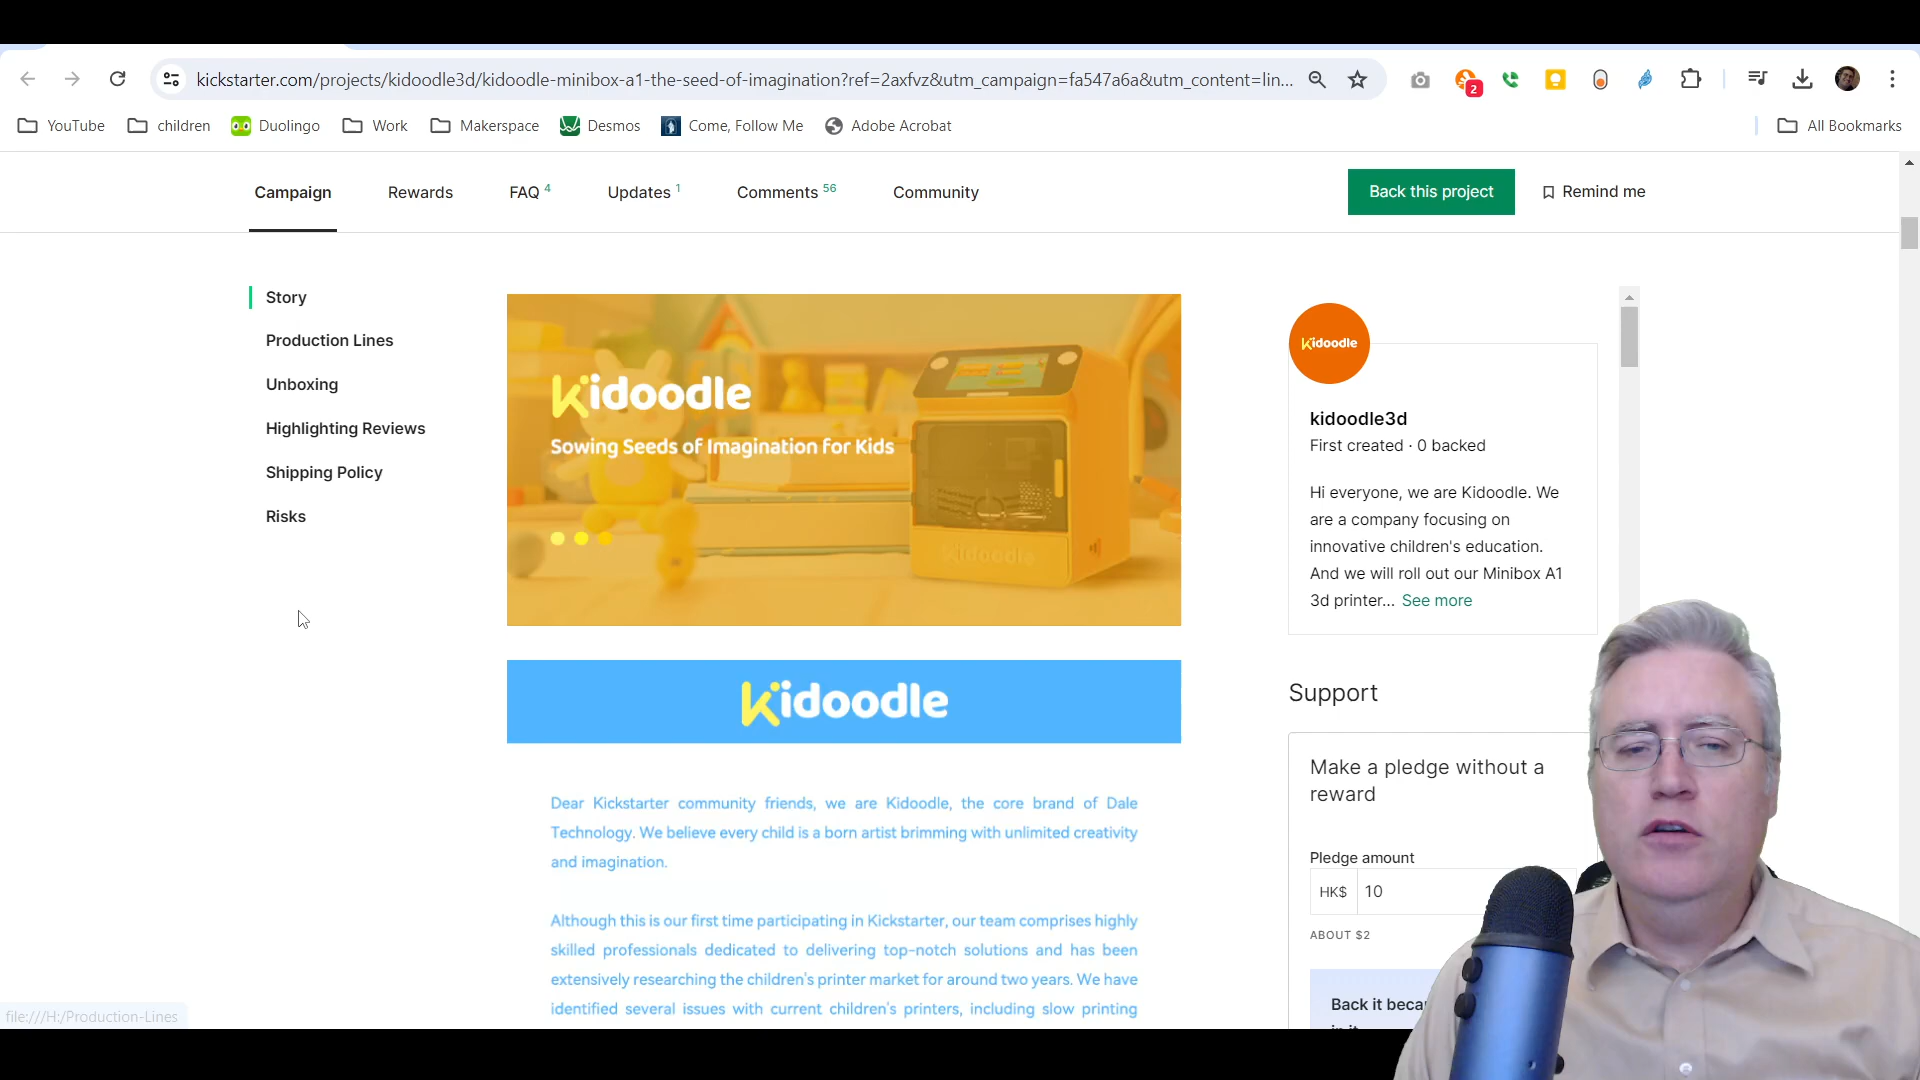 kickstarter.com/projects/kidoodle3d/kidoodle-minibox-a1-the-seed-of-imagination?ref=2axfvz&utm_campaign=fa547a6a&utm_content=lin...
2
YouTube children Duolingo Work Makerspace Desmos Come, Follow Me Adobe Acrobat All Bookmarks
Campaign Rewards FAQ 4 Updates 1 Comments 56 Community Back this project Remind me
Story
Production Lines
Unboxing
Highlighting Reviews
Shipping Policy
Risks
kidoodle
Sowing Seeds of Imagination for Kids
kidoodle
kidoodle
Dear Kickstarter community friends, we are Kidoodle, the core brand of Dale
Technology. We believe every child is a born artist brimming with unlimited creativity
and imagination.
Although this is our first time participating in Kickstarter, our team comprises highly
skilled professionals dedicated to delivering top-notch solutions and has been
extensively researching the children's printer market for around two years. We have
identified several issues with current children's printers, including slow printing
kidoodle
kidoodle3d
First created · 0 backed
Hi everyone, we are Kidoodle. We
are a company focusing on
innovative children's education.
And we will roll out our Minibox A1
3d printer... See more
Support
Make a pledge without a
reward
Pledge amount
HK$ 10
ABOUT $2
Back it
file:///H:/Production-Lines